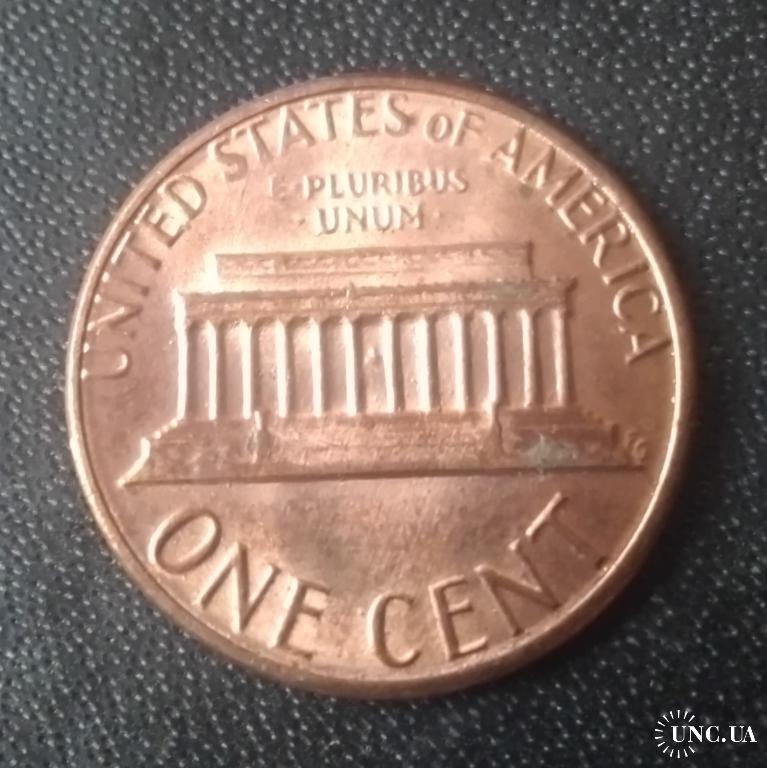 UNITED STATES OF AMERICA
E PLURIBUS
· UNUM ·
ONE CENT
UNC.UA